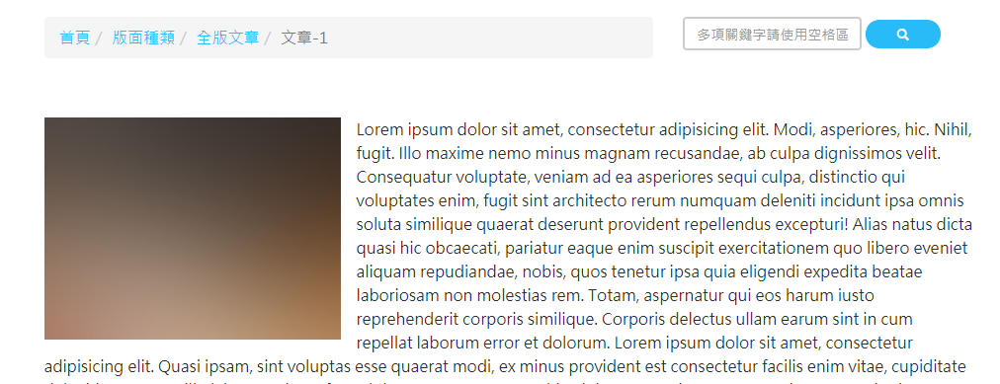 首頁 / 版面種類 / 全版文章 / 文章-1
多項關鍵字請使用空格區
Lorem ipsum dolor sit amet, consectetur adipisicing elit. Modi, asperiores, hic. Nihil,
fugit. Illo maxime nemo minus magnam recusandae, ab culpa dignissimos velit.
Consequatur voluptate, veniam ad ea asperiores sequi culpa, distinctio qui
voluptates enim, fugit sint architecto rerum numquam deleniti incidunt ipsa omnis
soluta similique quaerat deserunt provident repellendus excepturi! Alias natus dicta
quasi hic obcaecati, pariatur eaque enim suscipit exercitationem quo libero eveniet
aliquam repudiandae, nobis, quos tenetur ipsa quia eligendi expedita beatae
laboriosam non molestias rem. Totam, aspernatur qui eos harum iusto
reprehenderit corporis similique. Corporis delectus ullam earum sint in cum
repellat laborum error et dolorum. Lorem ipsum dolor sit amet, consectetur
adipisicing elit. Quasi ipsam, sint voluptas esse quaerat modi, ex minus provident est consectetur facilis enim vitae, cupiditate